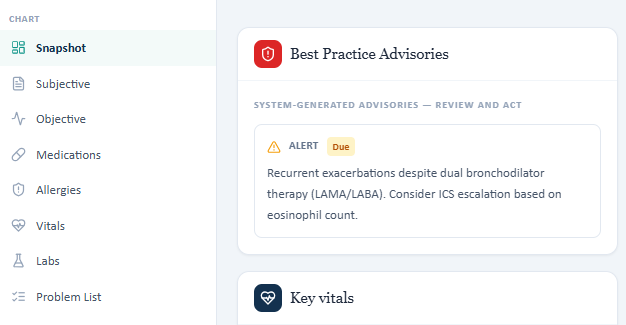 CHART
Snapshot
Subjective
Objective
Medications
Allergies
Vitals
Labs
Problem List
Best Practice Advisories
SYSTEM-GENERATED ADVISORIES — REVIEW AND ACT
ALERT Due
Recurrent exacerbations despite dual bronchodilator
therapy (LAMA/LABA). Consider ICS escalation based on
eosinophil count.
Key vitals